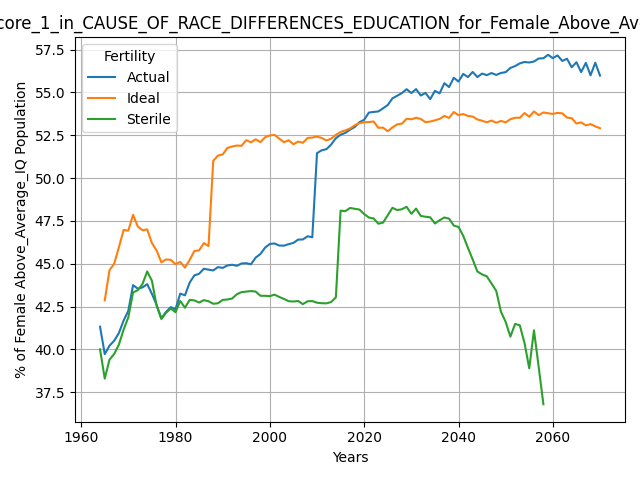 core_1_in_CAUSE_OF_RACE_DIFFERENCES_EDUCATION_for_Female_Above_Av
Fertility
Actual
Ideal
Sterile
57.5
55.0
52.5
50.0
47.5
45.0
42.5
40.0
37.5
% of Female Above_Average_IQ Population
1960
1980
2000
2020
2040
2060
Years